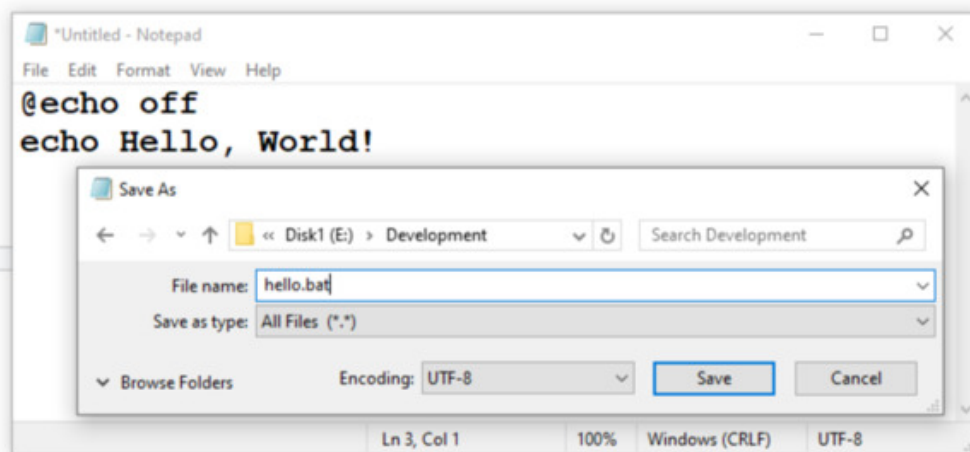 *Untitled - Notepad
File Edit Format View Help
@echo off
echo Hello, World!
Save As
« Disk1 (E:) › Development Search Development
File name: hello.bat
Save as type: All Files (*.*)
Browse Folders Encoding: UTF-8 Save Cancel
Ln 3, Col 1 100% Windows (CRLF) UTF-8